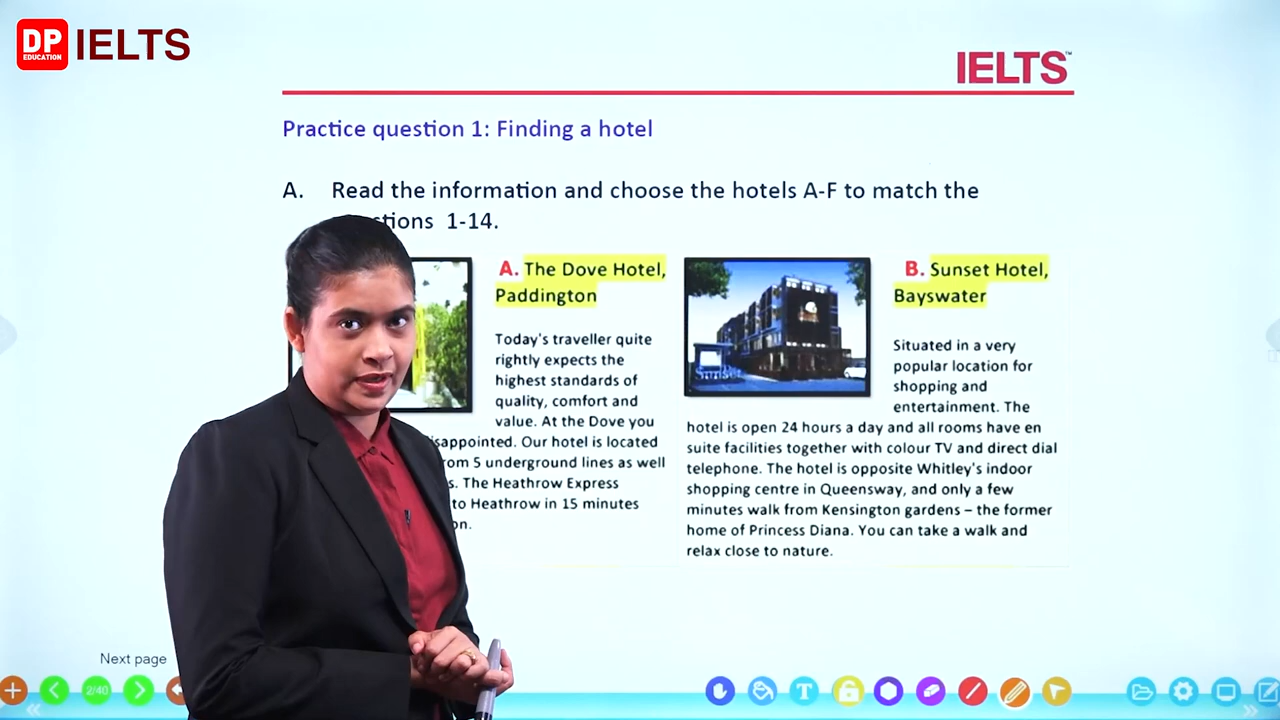 DP
EDUCATION
IELTS
IELTS™
Practice question 1: Finding a hotel
A. Read the information and choose the hotels A-F to match the
1-14.
A. The Dove Hotel,
Paddington
Today's traveller quite
rightly expects the
highest standards of
quality, comfort and
value. At the Dove you
Our hotel is located
5 underground lines as well
The Heathrow Express
to Heathrow in 15 minutes
B. Sunset Hotel,
Bayswater
Sunset
Situated in a very
popular location for
shopping and
entertainment. The
hotel is open 24 hours a day and all rooms have en
suite facilities together with colour TV and direct dial
telephone. The hotel is opposite Whitley's indoor
shopping centre in Queensway, and only a few
minutes walk from Kensington gardens – the former
home of Princess Diana. You can take a walk and
relax close to nature.
Next page
2/40
T